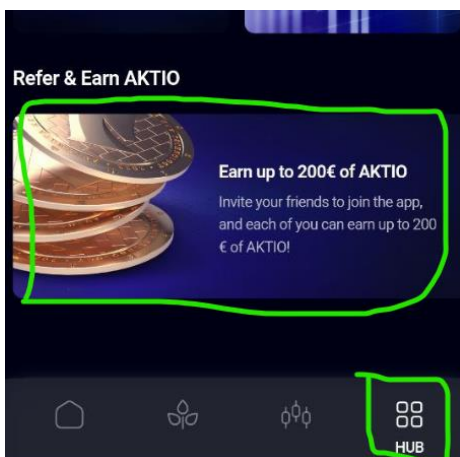 Refer & Earn AKTIO
Earn up to 200€ of AKTIO
Invite your friends to join the app,
and each of you can earn up to 200
€ of AKTIO!
HUB